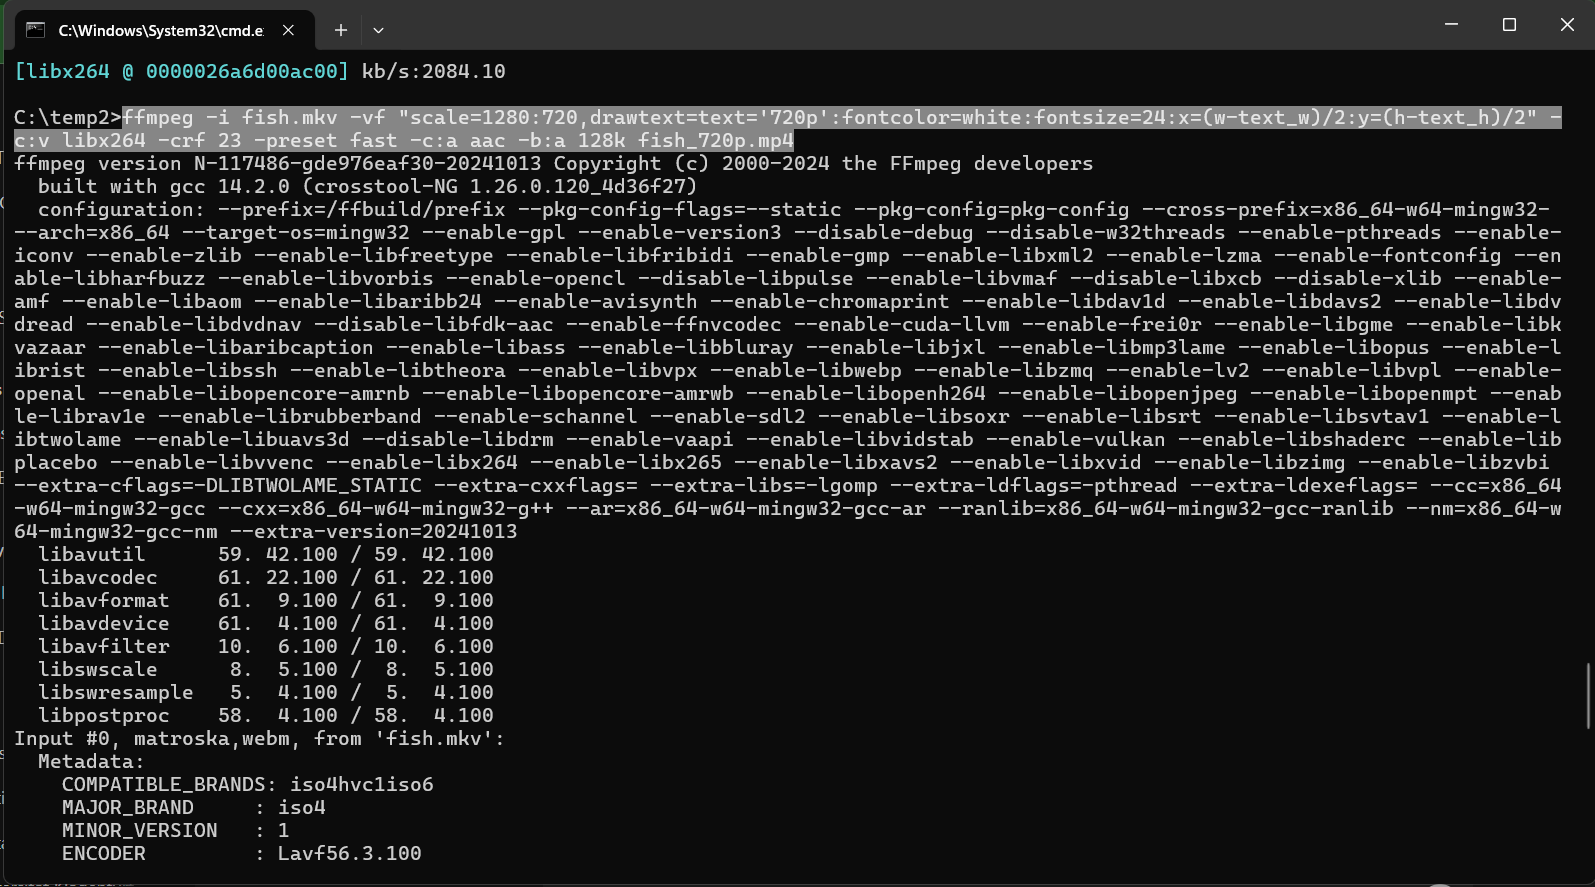 C:\Windows\System32\cmd.e
[libx264 @ 0000026a6d00ac00] kb/s:2084.10
C:\temp2>ffmpeg -i fish.mkv -vf "scale=1280:720,drawtext=text='720p':fontcolor=white:fontsize=24:x=(w-text_w)/2:y=(h-text_h)/2" -
c:v libx264 -crf 23 -preset fast -c:a aac -b:a 128k fish_720p.mp4
ffmpeg version N-117486-gde976eaf30-20241013 Copyright (c) 2000-2024 the FFmpeg developers
  built with gcc 14.2.0 (crosstool-NG 1.26.0.120_4d36f27)
  configuration: --prefix=/ffbuild/prefix --pkg-config-flags=--static --pkg-config=pkg-config --cross-prefix=x86_64-w64-mingw32-
--arch=x86_64 --target-os=mingw32 --enable-gpl --enable-version3 --disable-debug --disable-w32threads --enable-pthreads --enable-
iconv --enable-zlib --enable-libfreetype --enable-libfribidi --enable-gmp --enable-libxml2 --enable-lzma --enable-fontconfig --en
able-libharfbuzz --enable-libvorbis --enable-opencl --disable-libpulse --enable-libvmaf --disable-libxcb --disable-xlib --enable-
amf --enable-libaom --enable-libaribb24 --enable-avisynth --enable-chromaprint --enable-libdav1d --enable-libdavs2 --enable-libdv
dread --enable-libdvdnav --disable-libfdk-aac --enable-ffnvcodec --enable-cuda-llvm --enable-frei0r --enable-libgme --enable-libk
vazaar --enable-libaribcaption --enable-libass --enable-libbluray --enable-libjxl --enable-libmp3lame --enable-libopus --enable-l
ibrist --enable-libssh --enable-libtheora --enable-libvpx --enable-libwebp --enable-libzmq --enable-lv2 --enable-libvpl --enable-
openal --enable-libopencore-amrnb --enable-libopencore-amrwb --enable-libopenh264 --enable-libopenjpeg --enable-libopenmpt --enab
le-librav1e --enable-librubberband --enable-schannel --enable-sdl2 --enable-libsoxr --enable-libsrt --enable-libsvtav1 --enable-l
ibtwolame --enable-libuavs3d --disable-libdrm --enable-vaapi --enable-libvidstab --enable-vulkan --enable-libshaderc --enable-lib
placebo --enable-libvvenc --enable-libx264 --enable-libx265 --enable-libxavs2 --enable-libxvid --enable-libzimg --enable-libzvbi
--extra-cflags=-DLIBTWOLAME_STATIC --extra-cxxflags= --extra-libs=-lgomp --extra-ldflags=-pthread --extra-ldexeflags= --cc=x86_64
-w64-mingw32-gcc --cxx=x86_64-w64-mingw32-g++ --ar=x86_64-w64-mingw32-gcc-ar --ranlib=x86_64-w64-mingw32-gcc-ranlib --nm=x86_64-w
64-mingw32-gcc-nm --extra-version=20241013
  libavutil      59. 42.100 / 59. 42.100
  libavcodec     61. 22.100 / 61. 22.100
  libavformat    61.  9.100 / 61.  9.100
  libavdevice    61.  4.100 / 61.  4.100
  libavfilter    10.  6.100 / 10.  6.100
  libswscale      8.  5.100 /  8.  5.100
  libswresample   5.  4.100 /  5.  4.100
  libpostproc    58.  4.100 / 58.  4.100
Input #0, matroska,webm, from 'fish.mkv':
  Metadata:
    COMPATIBLE_BRANDS: iso4hvc1iso6
    MAJOR_BRAND     : iso4
    MINOR_VERSION   : 1
    ENCODER         : Lavf56.3.100